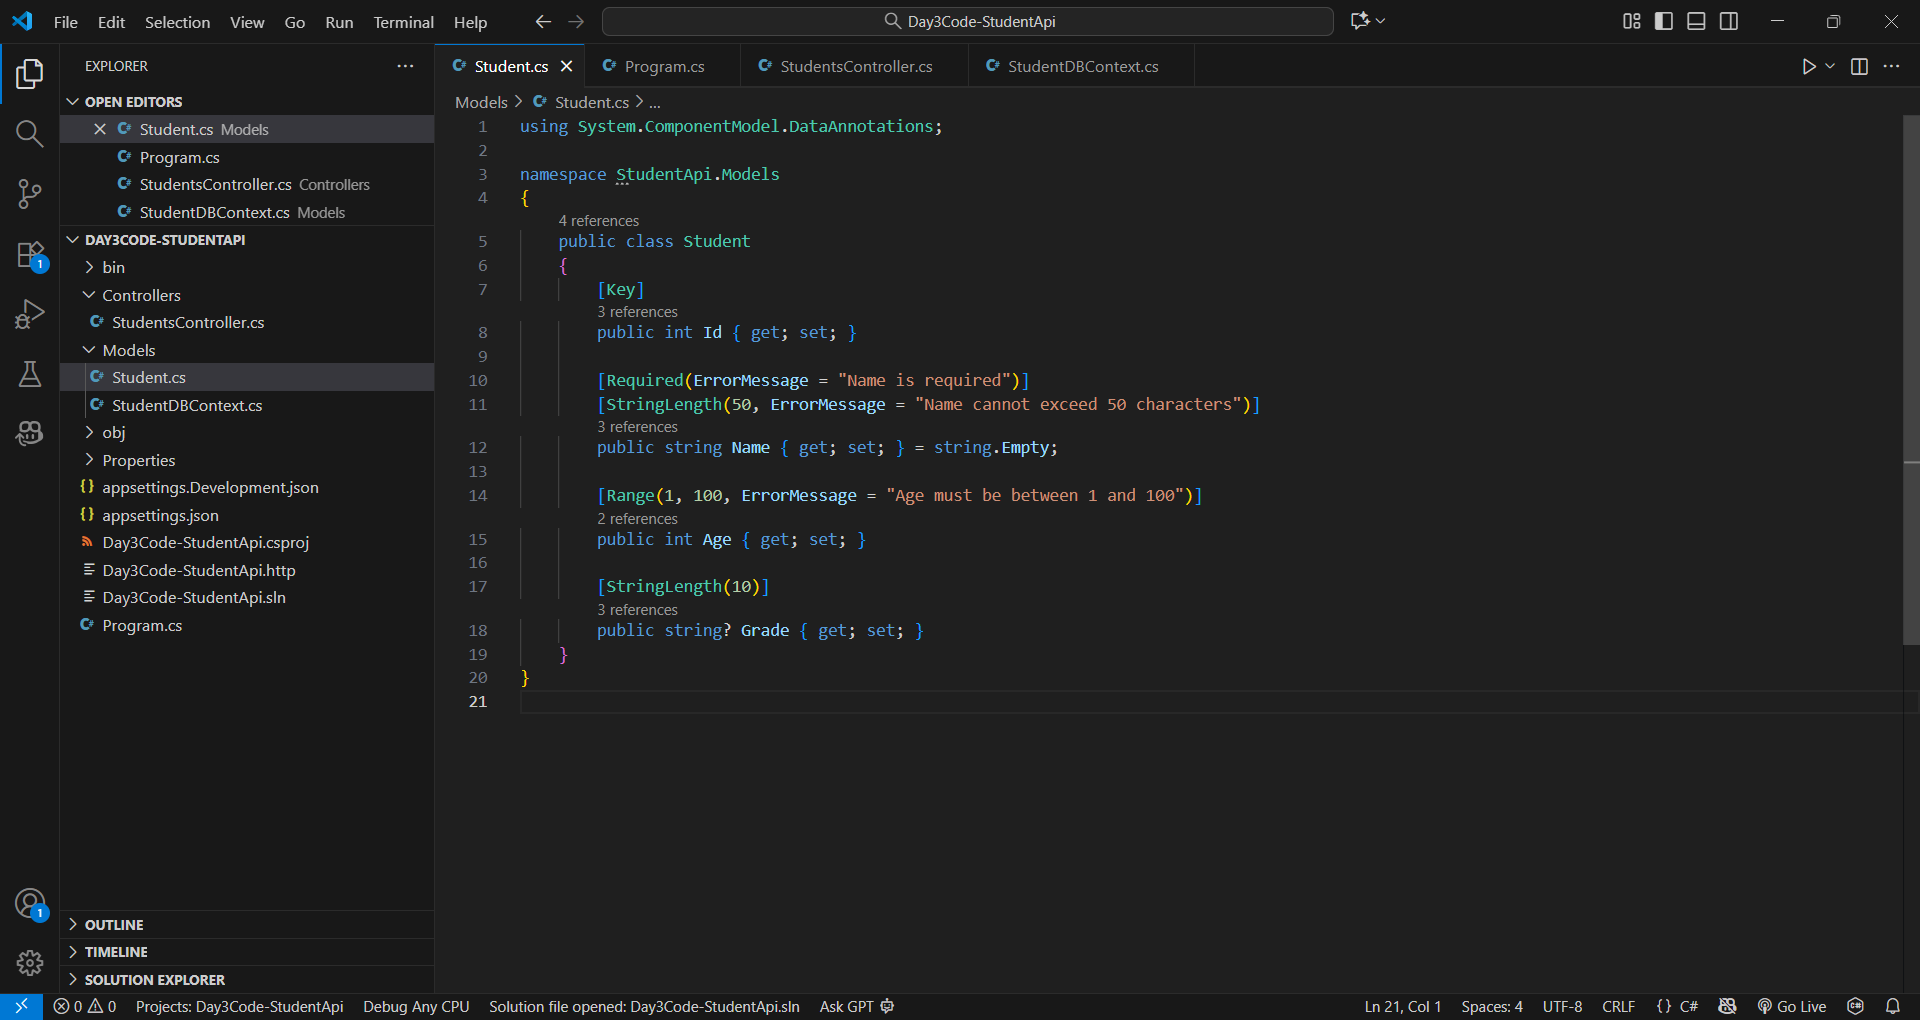 File Edit Selection View Go Run Terminal Help
Day3Code-StudentApi
EXPLORER
OPEN EDITORS
Student.cs Models
Program.cs
StudentsController.cs Controllers
StudentDBContext.cs Models
DAY3CODE-STUDENTAPI
bin
Controllers
StudentsController.cs
Models
Student.cs
StudentDBContext.cs
obj
Properties
appsettings.Development.json
appsettings.json
Day3Code-StudentApi.csproj
Day3Code-StudentApi.http
Day3Code-StudentApi.sln
Program.cs
1
1
OUTLINE
TIMELINE
SOLUTION EXPLORER
Student.cs Program.cs StudentsController.cs StudentDBContext.cs
Models > Student.cs > ...
1 using System.ComponentModel.DataAnnotations;
2
3 namespace StudentApi.Models
4 {
4 references
5 public class Student
6 {
7 [Key]
3 references
8 public int Id { get; set; }
9
10 [Required(ErrorMessage = "Name is required")]
11 [StringLength(50, ErrorMessage = "Name cannot exceed 50 characters")]
3 references
12 public string Name { get; set; } = string.Empty;
13
14 [Range(1, 100, ErrorMessage = "Age must be between 1 and 100")]
2 references
15 public int Age { get; set; }
16
17 [StringLength(10)]
3 references
18 public string? Grade { get; set; }
19 }
20 }
21
0 0 Projects: Day3Code-StudentApi Debug Any CPU Solution file opened: Day3Code-StudentApi.sln Ask GPT Ln 21, Col 1 Spaces: 4 UTF-8 CRLF {} C# Go Live